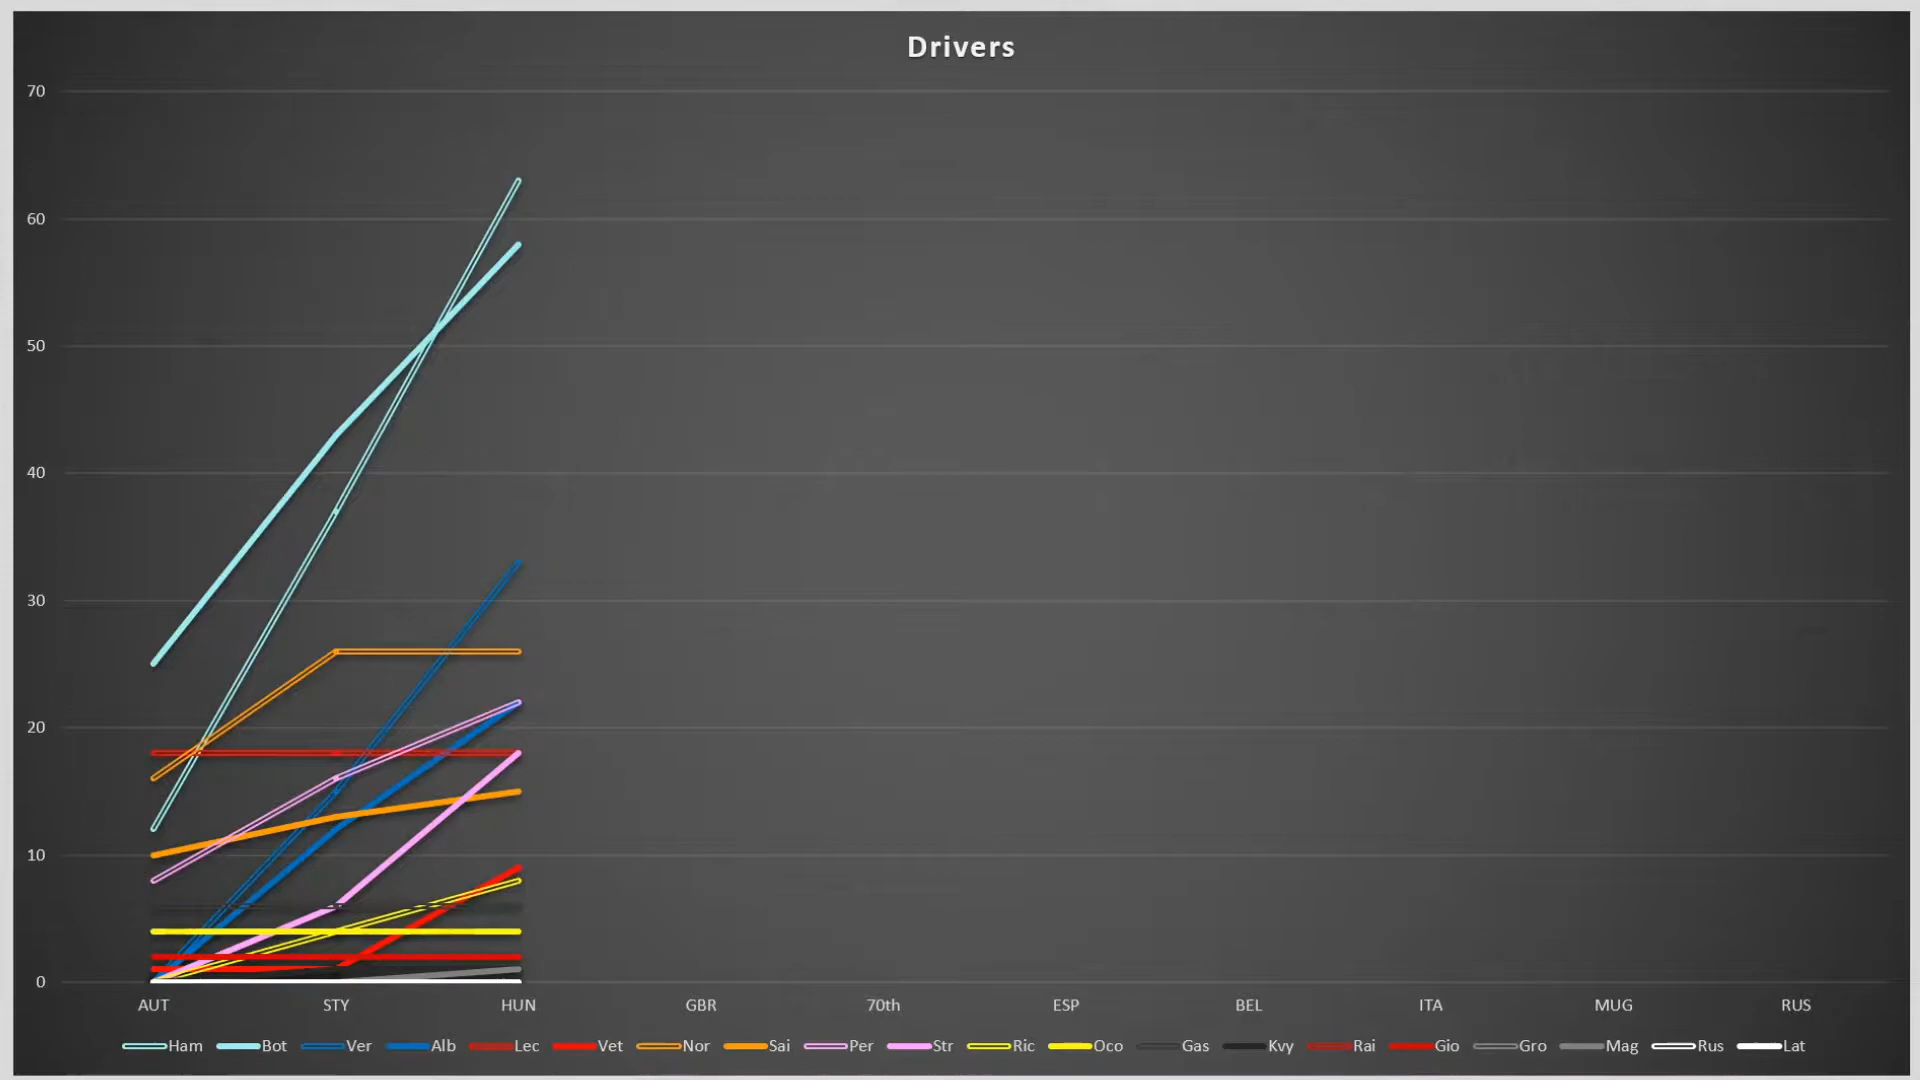 Drivers
70
60
50
40
30
20
10
0
AUT STY HUN GBR 70th ESP BEL ITA MUG RUS
Ham Bot Ver Alb Lec Vet Nor Sai Per Str Ric Oco Gas Kvy Rai Gio Gro Mag Rus Lat